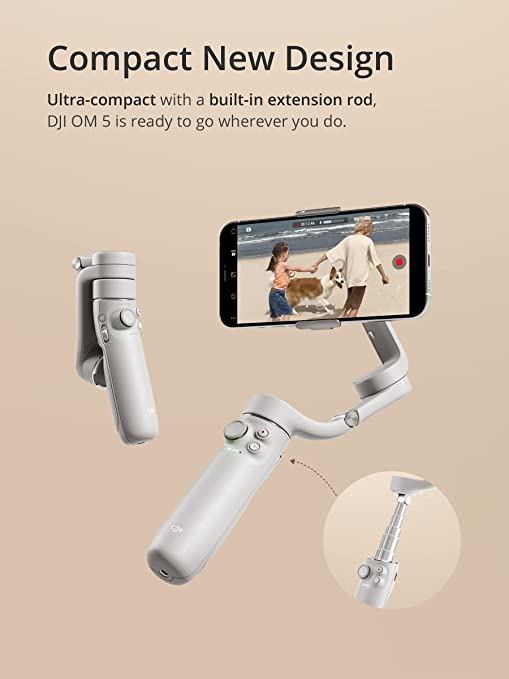 Compact New Design
Ultra-compact with a built-in extension rod,
DJI OM 5 is ready to go wherever you do.
dji